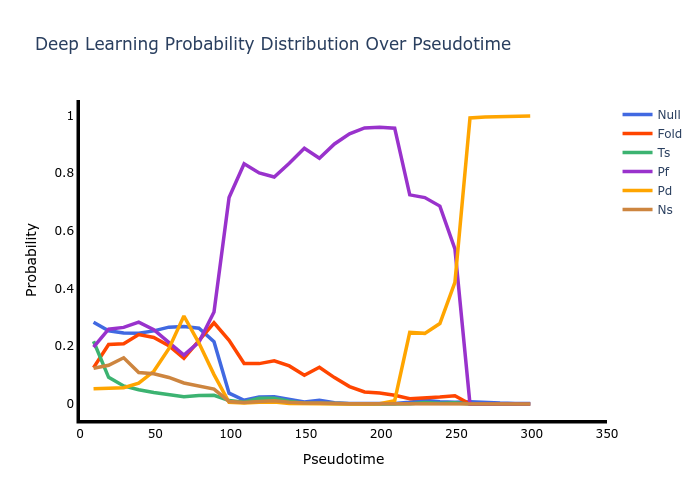 Deep Learning Probability Distribution Over Pseudotime
Probability
1
0.8
0.6
0.4
0.2
0
0 50 100 150 200 250 300 350
Pseudotime
Null
Fold
Ts
Pf
Pd
Ns